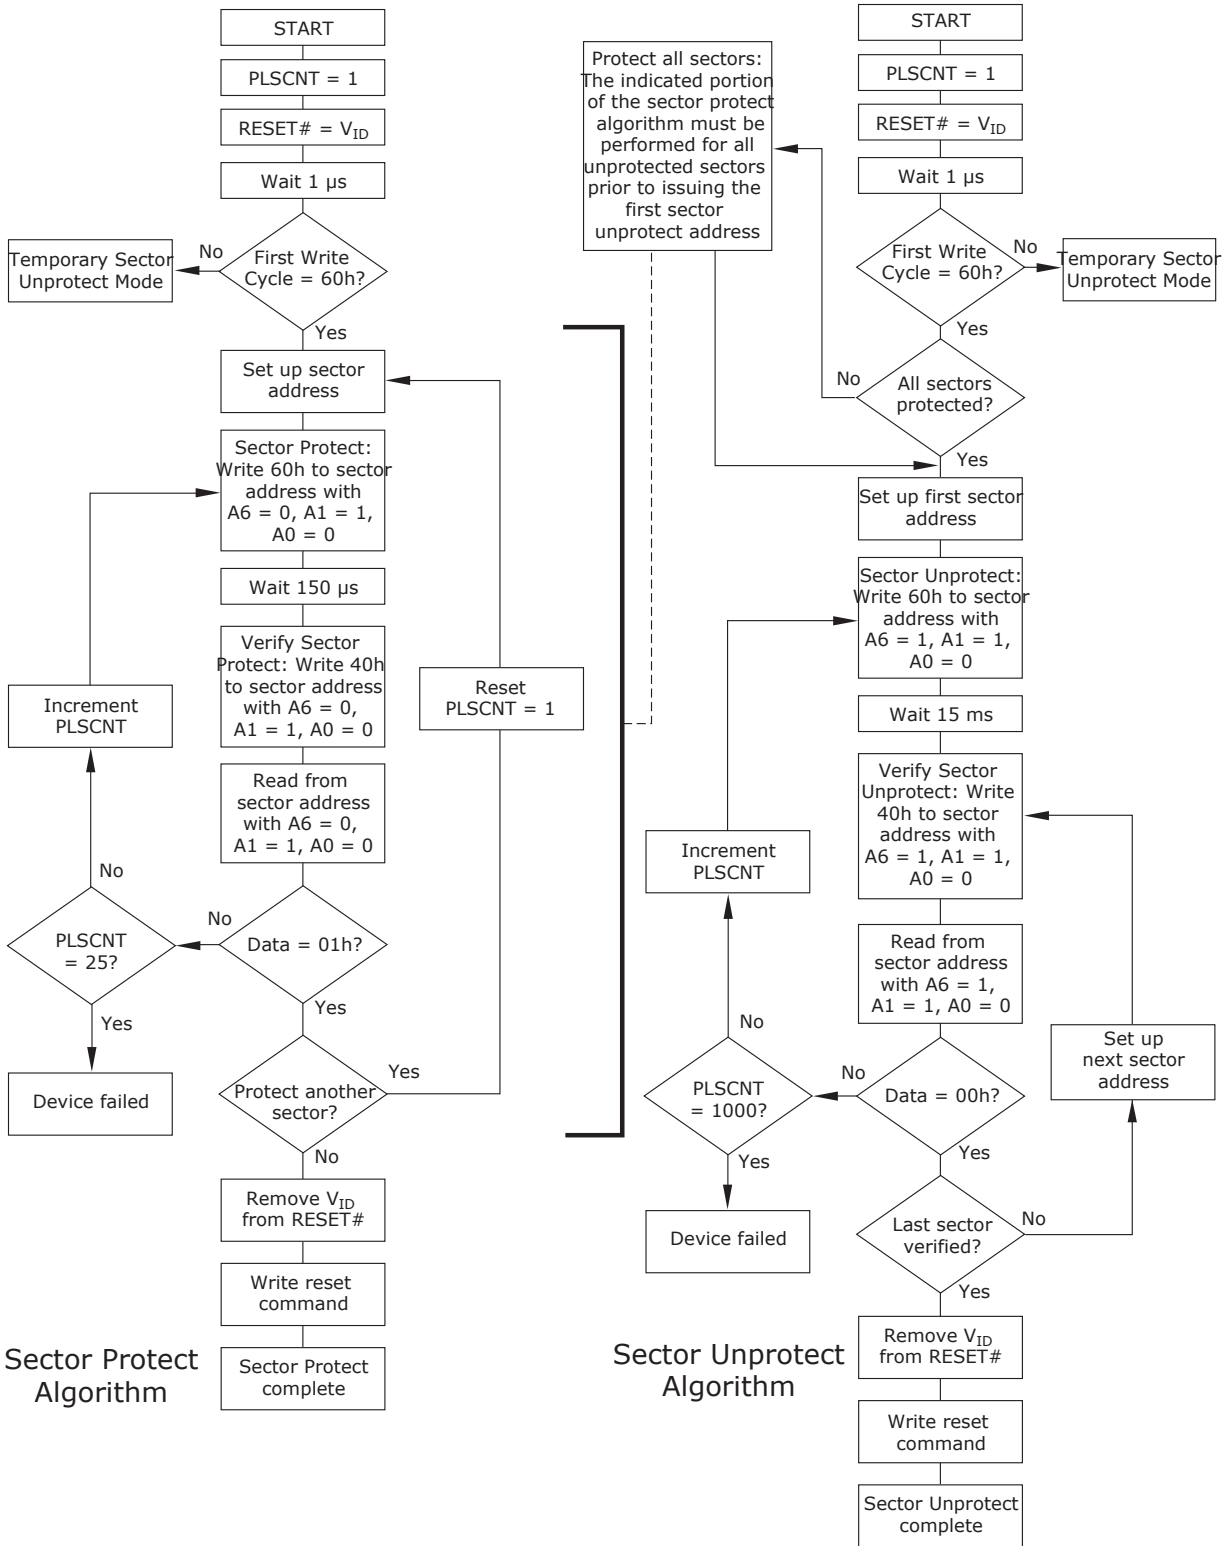 START
PLSCNT = 1
RESET# = VID
Wait 1 µs
First Write
Cycle = 60h?
No
Temporary Sector
Unprotect Mode
Yes
Set up sector
address
Sector Protect:
Write 60h to sector
address with
A6 = 0, A1 = 1,
A0 = 0
Wait 150 µs
Verify Sector
Protect: Write 40h
to sector address
with A6 = 0,
A1 = 1, A0 = 0
Increment
PLSCNT
Reset
PLSCNT = 1
Read from
sector address
with A6 = 0,
A1 = 1, A0 = 0
No
No
PLSCNT
= 25?
Data = 01h?
Yes
Yes
Device failed
Protect another
sector?
Yes
No
Remove VID
from RESET#
Write reset
command
Sector Protect
complete
Sector Protect
Algorithm
Protect all sectors:
The indicated portion
of the sector protect
algorithm must be
performed for all
unprotected sectors
prior to issuing the
first sector
unprotect address
START
PLSCNT = 1
RESET# = VID
Wait 1 µs
First Write
Cycle = 60h?
No
Temporary Sector
Unprotect Mode
Yes
No
All sectors
protected?
Yes
Set up first sector
address
Sector Unprotect:
Write 60h to sector
address with
A6 = 1, A1 = 1,
A0 = 0
Wait 15 ms
Verify Sector
Unprotect: Write
40h to sector
address with
A6 = 1, A1 = 1,
A0 = 0
Increment
PLSCNT
Read from
sector address
with A6 = 1,
A1 = 1, A0 = 0
No
Set up
next sector
address
No
PLSCNT
= 1000?
Data = 00h?
Yes
Yes
Device failed
Last sector
verified?
No
Yes
Remove VID
from RESET#
Write reset
command
Sector Unprotect
complete
Sector Unprotect
Algorithm